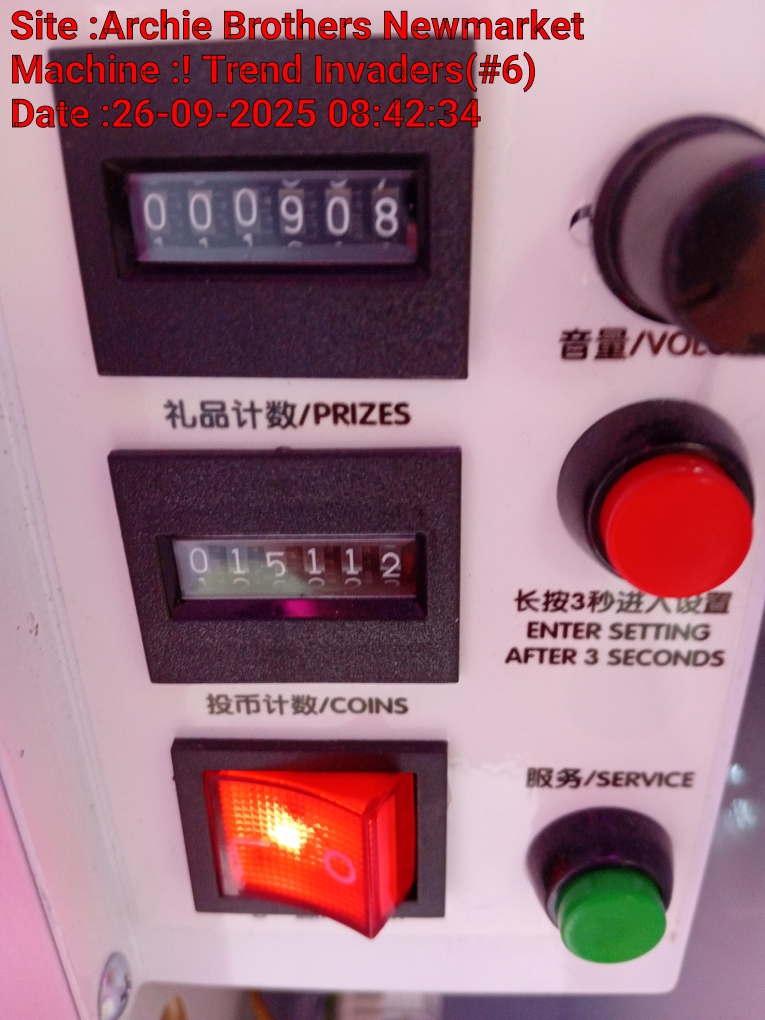 Site :Archie Brothers Newmarket
Machine :! Trend Invaders(#6)
Date :26-09-2025 08:42:34
000908
音量/VOLU
礼品计数/PRIZES
015112
长按3秒进入设置
ENTER SETTING
AFTER 3 SECONDS
投币计数/COINS
服务/SERVICE